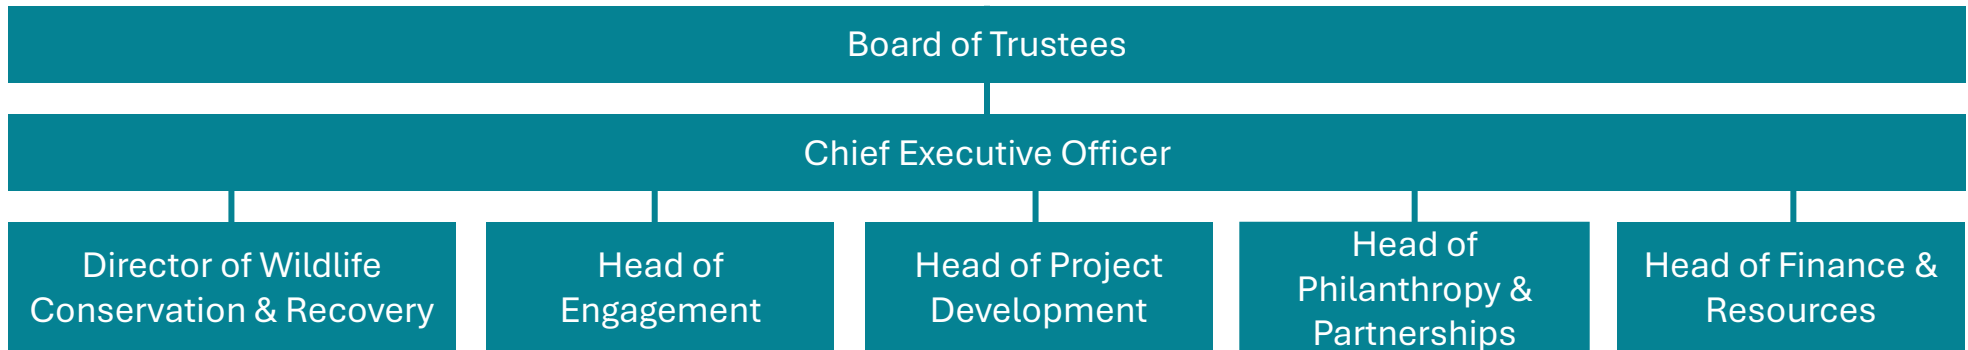 Board of Trustees
Chief Executive Officer
Director of Wildlife
Conservation & Recovery
Head of
Engagement
Head of Project
Development
Head of
Philanthropy &
Partnerships
Head of Finance &
Resources